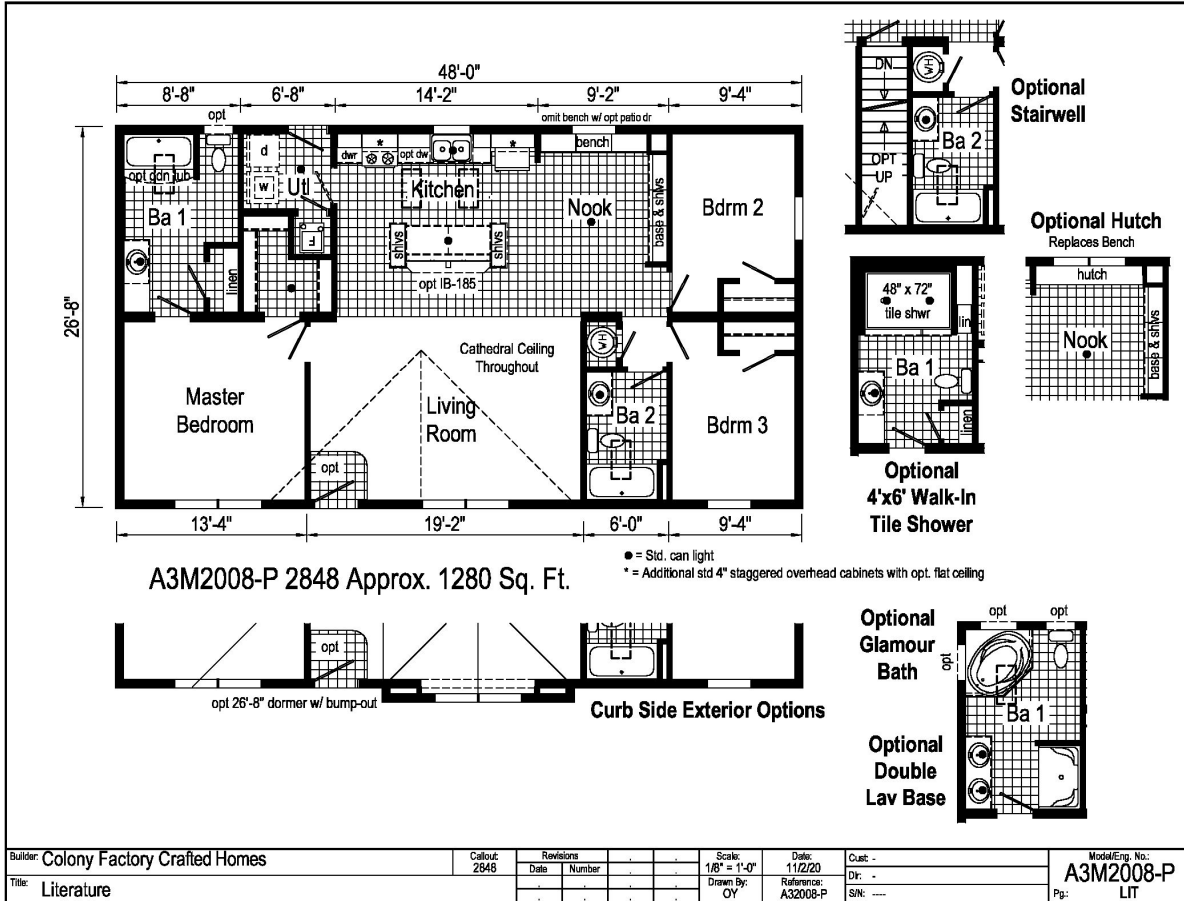 48'-0"
8'-8" 6'-8" 14'-2" 9'-2" 9'-4"
opt
omit bench w/ opt patio dr
26'-8"
d
w
Utl
F
opt gdn tub
Ba 1
linen
dwr
*
opt dw
*
Kitchen
shlvs
shlvs
opt IB-185
bench
Nook
base & shlvs
Bdrm 2
Master
Bedroom
Cathedral Ceiling
Throughout
Living
Room
opt
WH
Ba 2
Bdrm 3
13'-4" 19'-2" 6'-0" 9'-4"
● = Std. can light
* = Additional std 4" staggered overhead cabinets with opt. flat ceiling
A3M2008-P 2848 Approx. 1280 Sq. Ft.
opt
opt 26'-8" dormer w/ bump-out
Curb Side Exterior Options
DN
OPT
UP
WH
Ba 2
Optional
Stairwell
Optional Hutch
Replaces Bench
hutch
Nook
base & shlvs
48" x 72"
tile shwr
lin
Ba 1
linen
Optional
4'x6' Walk-In
Tile Shower
Optional
Glamour
Bath
opt
opt
opt
Ba 1
Optional
Double
Lav Base
Builder: Colony Factory Crafted Homes
Title: Literature
Callout:
2848
Revisions
Date Number
Scale:
1/8" = 1'-0"
Drawn By:
OY
Date:
11/2/20
Reference:
A32008-P
Cust: -
Dir: -
S/N: ----
Model/Eng. No.:
A3M2008-P
Pg.: LIT